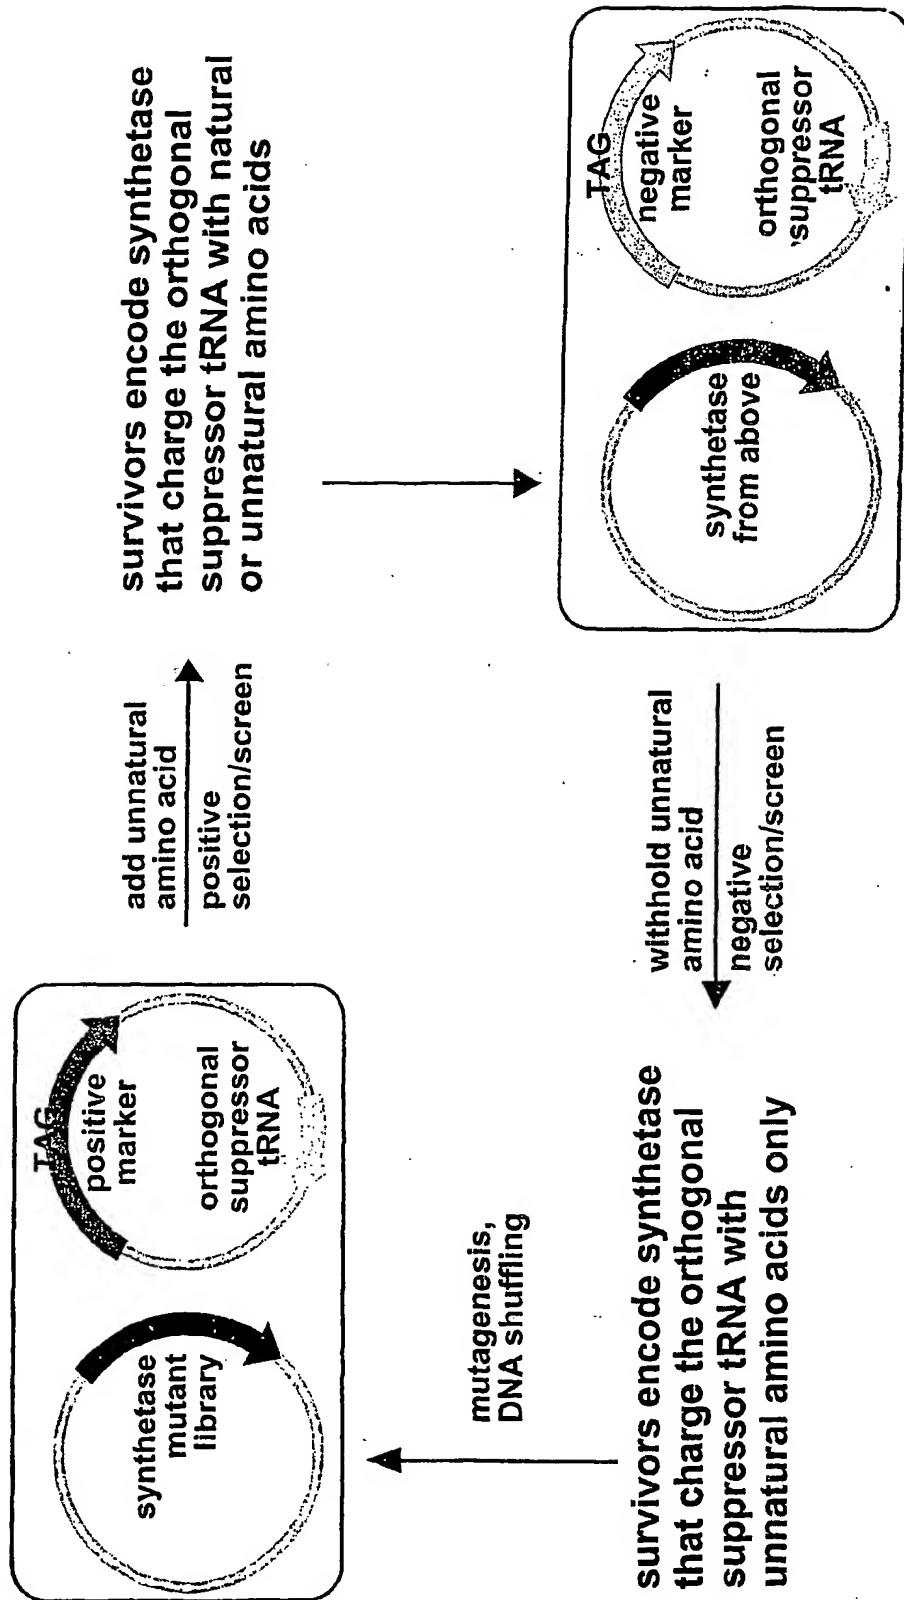 TAG
positive
marker
synthetase
mutant
library
orthogonal
suppressor
tRNA
add unnatural
amino acid
positive
selection/screen
survivors encode synthetase
that charge the orthogonal
suppressor tRNA with natural
or unnatural amino acids
TAG
negative
marker
synthetase
from above
orthogonal
suppressor
tRNA
withhold unnatural
amino acid
negative
selection/screen
survivors encode synthetase
that charge the orthogonal
suppressor tRNA with
unnatural amino acids only
mutagenesis,
DNA shuffling